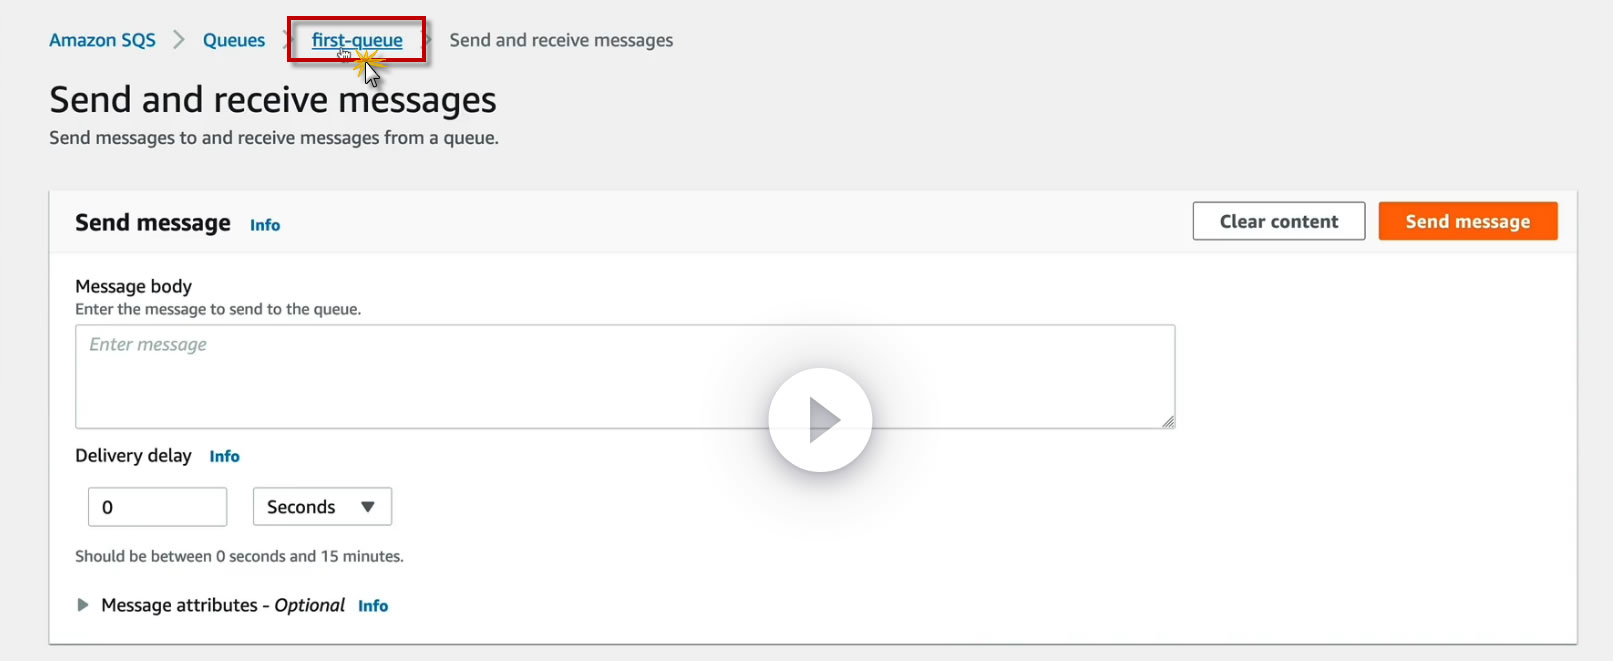 Amazon SQS > Queues > first-queue > Send and receive messages
Send and receive messages
Send messages to and receive messages from a queue.
Send message Info Clear content Send message
Message body
Enter the message to send to the queue.
Enter message
Delivery delay Info
0 Seconds
Should be between 0 seconds and 15 minutes.
Message attributes - Optional Info